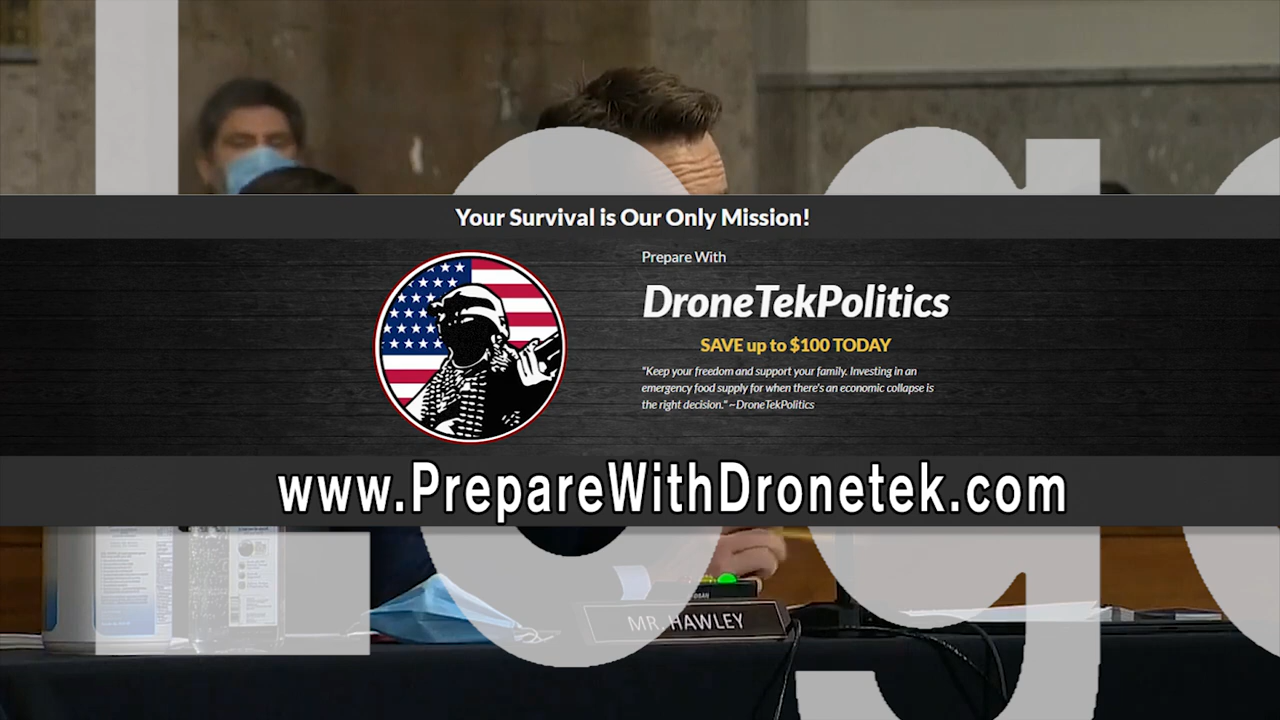 Logo
Your Survival is Our Only Mission!
Prepare With
DroneTekPolitics
SAVE up to $100 TODAY
"Keep your freedom and support your family. Investing in an
emergency food supply for when there's an economic collapse is
the right decision." ~DroneTekPolitics
www.PrepareWithDronetek.com
MR. HAWLEY